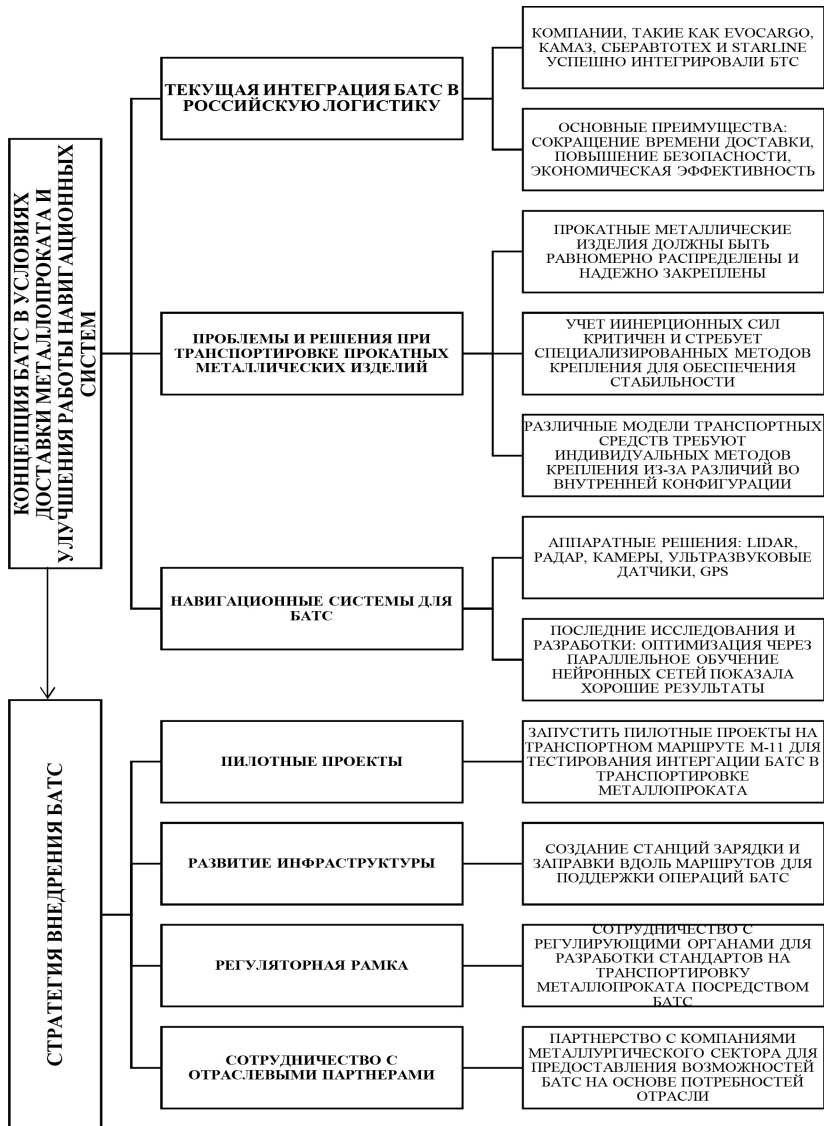 КОНЦЕПЦИЯ БАТС В УСЛОВИЯХ
ДОСТАВКИ МЕТАЛЛОПРОКАТА И
УЛУЧШЕНИЯ РАБОТЫ НАВИГАЦИОННЫХ
СИСТЕМ
ТЕКУЩАЯ ИНТЕГРАЦИЯ БАТС В
РОССИЙСКУЮ ЛОГИСТИКУ
КОМПАНИИ, ТАКИЕ КАК EVOCARGO,
КАМАЗ, СБЕРАВТОТЕХ И STARLINE
УСПЕШНО ИНТЕГРИРОВАЛИ БТС
ОСНОВНЫЕ ПРЕИМУЩЕСТВА:
СОКРАЩЕНИЕ ВРЕМЕНИ ДОСТАВКИ,
ПОВЫШЕНИЕ БЕЗОПАСНОСТИ,
ЭКОНОМИЧЕСКАЯ ЭФФЕКТИВНОСТЬ
ПРОБЛЕМЫ И РЕШЕНИЯ ПРИ
ТРАНСПОРТИРОВКЕ ПРОКАТНЫХ
МЕТАЛЛИЧЕСКИХ ИЗДЕЛИЙ
ПРОКАТНЫЕ МЕТАЛЛИЧЕСКИЕ
ИЗДЕЛИЯ ДОЛЖНЫ БЫТЬ
РАВНОМЕРНО РАСПРЕДЕЛЕНЫ И
НАДЕЖНО ЗАКРЕПЛЕНЫ
УЧЕТ ИИНЕРЦИОННЫХ СИЛ
КРИТИЧЕН И СТРЕБУЕТ
СПЕЦИАЛИЗИРОВАННЫХ МЕТОДОВ
КРЕПЛЕНИЯ ДЛЯ ОБЕСПЕЧЕНИЯ
СТАБИЛЬНОСТИ
РАЗЛИЧНЫЕ МОДЕЛИ ТРАНСПОРТНЫХ
СРЕДСТВ ТРЕБУЮТ
ИНДИВИДУАЛЬНЫХ МЕТОДОВ
КРЕПЛЕНИЯ ИЗ-ЗА РАЗЛИЧИЙ ВО
ВНУТРЕННЕЙ КОНФИГУРАЦИИ
НАВИГАЦИОННЫЕ СИСТЕМЫ ДЛЯ
БАТС
АППАРАТНЫЕ РЕШЕНИЯ: LIDAR,
РАДАР, КАМЕРЫ, УЛЬТРАЗВУКОВЫЕ
ДАТЧИКИ, GPS
ПОСЛЕДНИЕ ИССЛЕДОВАНИЯ И
РАЗРАБОТКИ: ОПТИМИЗАЦИЯ ЧЕРЕЗ
ПАРАЛЛЕЛЬНОЕ ОБУЧЕНИЕ
НЕЙРОННЫХ СЕТЕЙ ПОКАЗАЛА
ХОРОШИЕ РЕЗУЛЬТАТЫ
СТРАТЕГИЯ ВНЕДРЕНИЯ БАТС
ПИЛОТНЫЕ ПРОЕКТЫ
ЗАПУСТИТЬ ПИЛОТНЫЕ ПРОЕКТЫ НА
ТРАНСПОРТНОМ МАРШРУТЕ М-11 ДЛЯ
ТЕСТИРОВАНИЯ ИНТЕРГАЦИИ БАТС В
ТРАНСПОРТИРОВКЕ
МЕТАЛЛОПРОКАТА
РАЗВИТИЕ ИНФРАСТРУКТУРЫ
СОЗДАНИЕ СТАНЦИЙ ЗАРЯДКИ И
ЗАПРАВКИ ВДОЛЬ МАРШРУТОВ ДЛЯ
ПОДДЕРЖКИ ОПЕРАЦИЙ БАТС
РЕГУЛЯТОРНАЯ РАМКА
СОТРУДНИЧЕСТВО С
РЕГУЛИРУЮЩИМИ ОРГАНАМИ ДЛЯ
РАЗРАБОТКИ СТАНДАРТОВ НА
ТРАНСПОРТИРОВКУ
МЕТАЛЛОПРОКАТА ПОСРЕДСТВОМ
БАТС
СОТРУДНИЧЕСТВО С
ОТРАСЛЕВЫМИ ПАРТНЕРАМИ
ПАРТНЕРСТВО С КОМПАНИЯМИ
МЕТАЛЛУРГИЧЕСКОГО СЕКТОРА ДЛЯ
ПРЕДОСТАВЛЕНИЯ ВОЗМОЖНОСТЕЙ
БАТС НА ОСНОВЕ ПОТРЕБНОСТЕЙ
ОТРАСЛИ